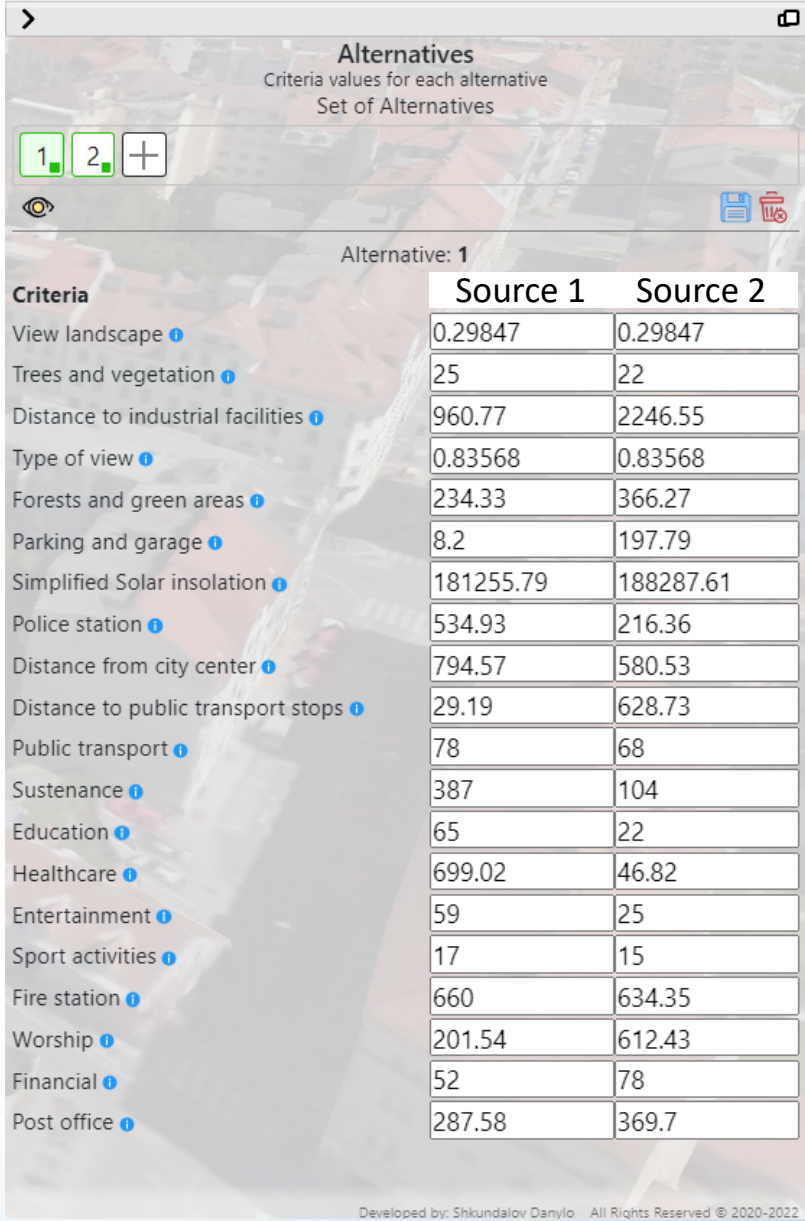 Alternatives
Criteria values for each alternative
Set of Alternatives
1 2
Alternative: 1
Criteria Source 1 Source 2
View landscape 0.29847 0.29847
Trees and vegetation 25 22
Distance to industrial facilities 960.77 2246.55
Type of view 0.83568 0.83568
Forests and green areas 234.33 366.27
Parking and garage 8.2 197.79
Simplified Solar insolation 181255.79 188287.61
Police station 534.93 216.36
Distance from city center 794.57 580.53
Distance to public transport stops 29.19 628.73
Public transport 78 68
Sustenance 387 104
Education 65 22
Healthcare 699.02 46.82
Entertainment 59 25
Sport activities 17 15
Fire station 660 634.35
Worship 201.54 612.43
Financial 52 78
Post office 287.58 369.7
Developed by: Shkundalov Danylo All Rights Reserved © 2020-2022